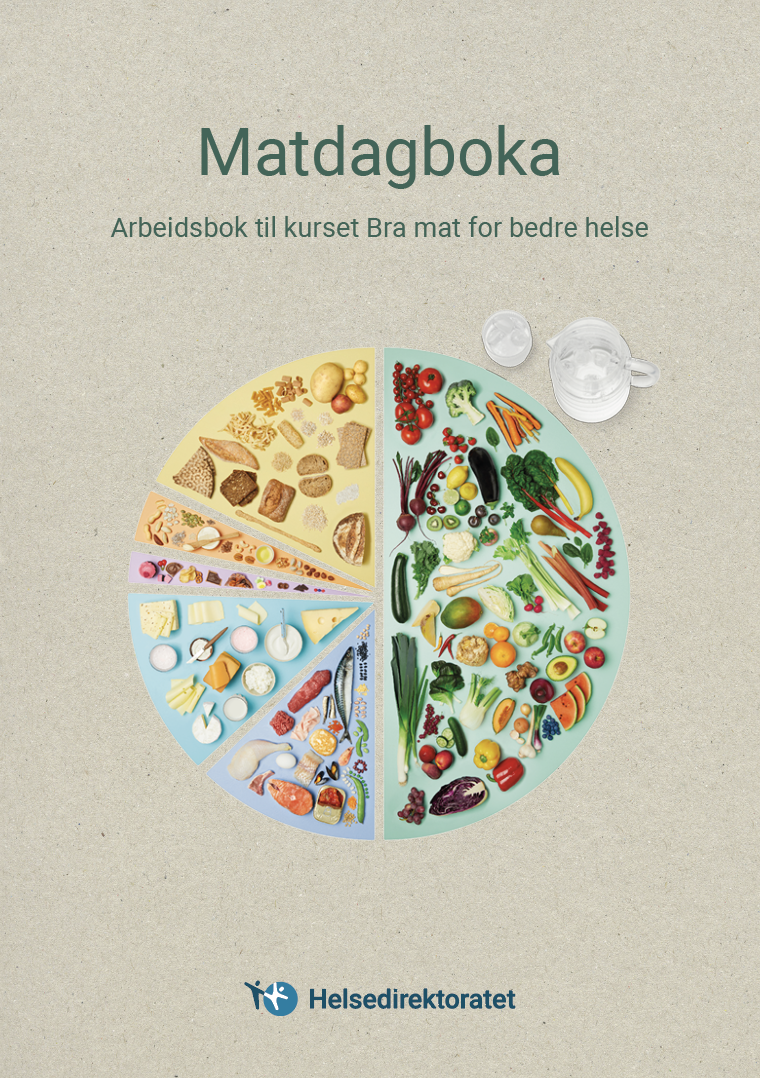 Matdagboka
Arbeidsbok til kurset Bra mat for bedre helse
Helsedirektoratet